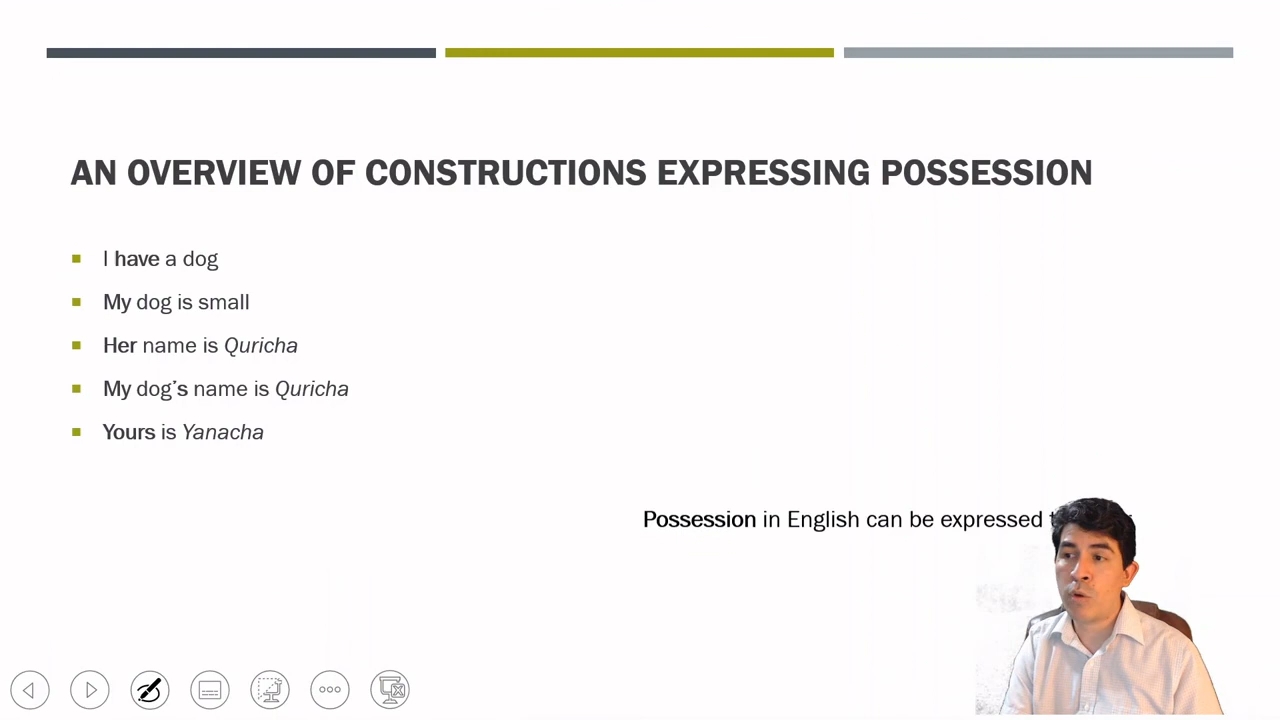 AN OVERVIEW OF CONSTRUCTIONS EXPRESSING POSSESSION
I have a dog
My dog is small
Her name is Quricha
My dog's name is Quricha
Yours is Yanacha
Possession in English can be expressed